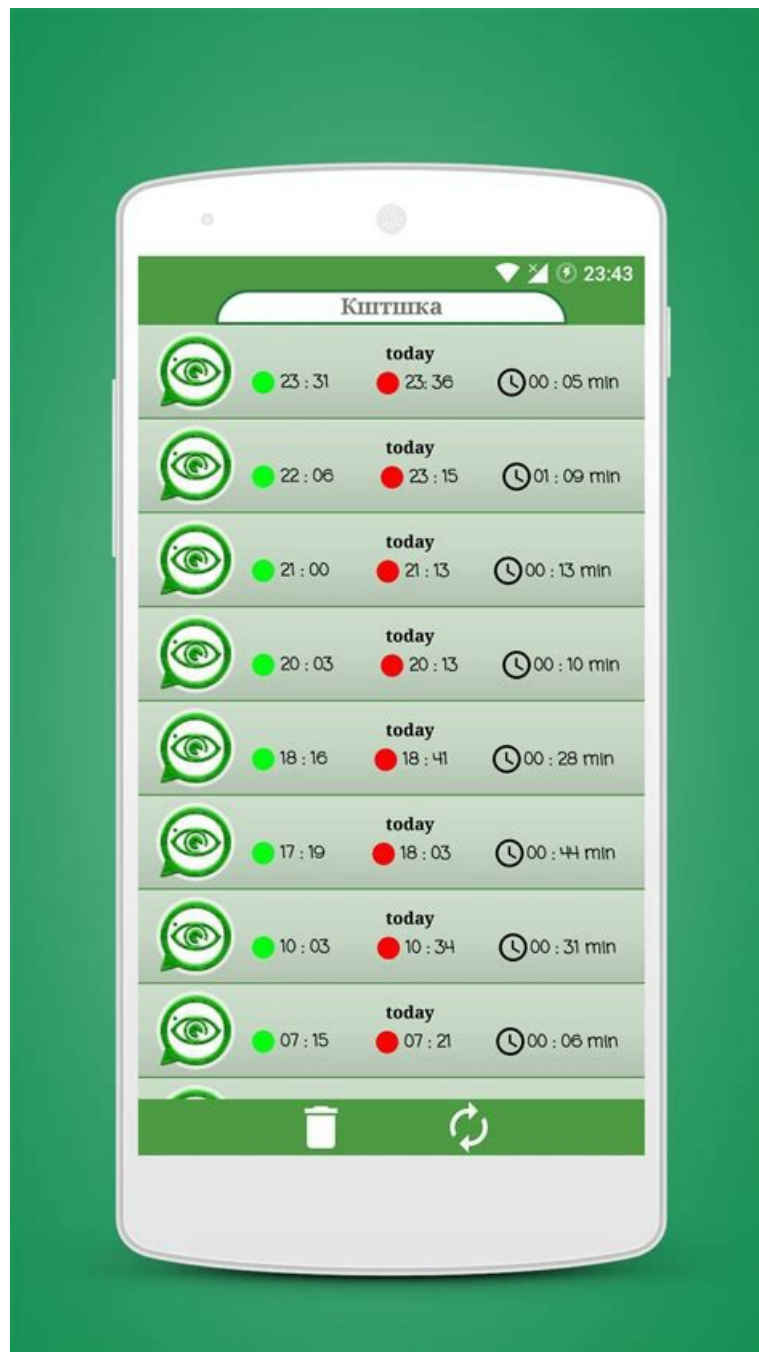 23:43
Кштшка
today
23 : 31 23: 36 00 : 05 min
today
22 : 06 23 : 15 01 : 09 min
today
21 : 00 21 : 13 00 : 13 min
today
20 : 03 20 : 13 00 : 10 min
today
18 : 16 18 : 41 00 : 28 min
today
17 : 19 18 : 03 00 : 44 min
today
10 : 03 10 : 34 00 : 31 min
today
07 : 15 07 : 21 00 : 06 min